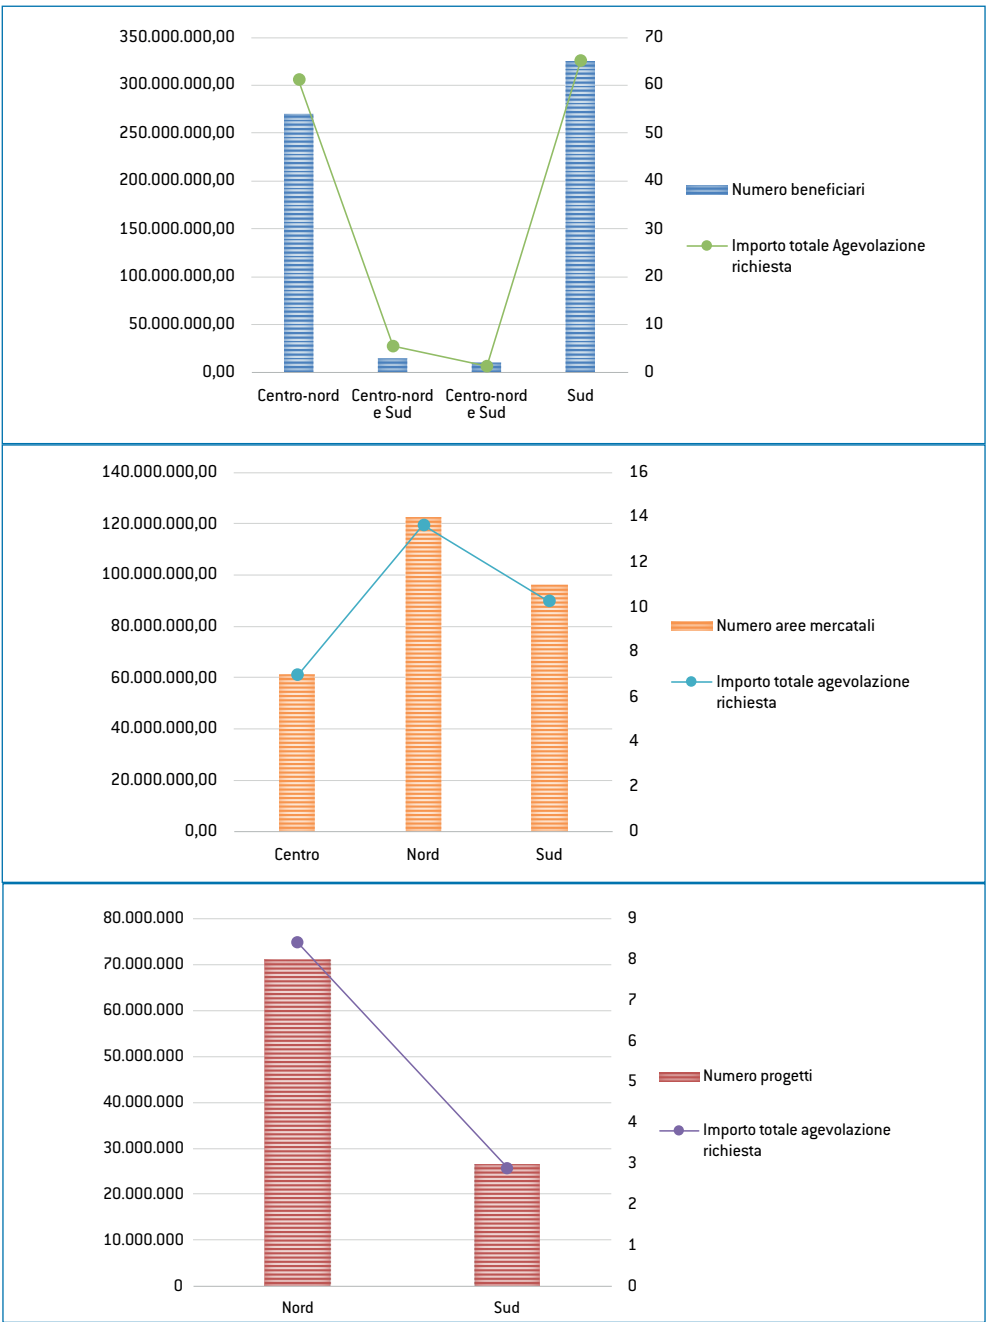 350.000.000,00
300.000.000,00
250.000.000,00
200.000.000,00
150.000.000,00
100.000.000,00
50.000.000,00
0,00
70
60
50
40
30
20
10
0
Centro-nord
Centro-nord
e Sud
Centro-nord
e Sud
Sud
Numero beneficiari
Importo totale Agevolazione
richiesta
140.000.000,00
120.000.000,00
100.000.000,00
80.000.000,00
60.000.000,00
40.000.000,00
20.000.000,00
0,00
16
14
12
10
8
6
4
2
0
Centro
Nord
Sud
Numero aree mercatali
Importo totale agevolazione
richiesta
80.000.000
70.000.000
60.000.000
50.000.000
40.000.000
30.000.000
20.000.000
10.000.000
0
9
8
7
6
5
4
3
2
1
0
Nord
Sud
Numero progetti
Importo totale agevolazione
richiesta